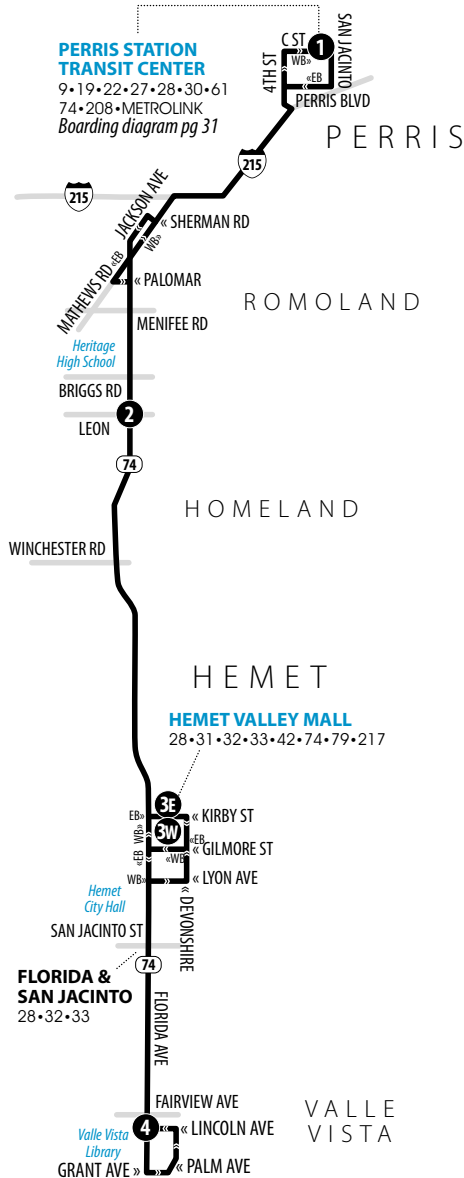 C ST
1
SAN JACINTO
WB»
«EB
4TH ST
PERRIS BLVD
PERRIS STATION
TRANSIT CENTER
9•19•22•27•28•30•61
74•208•METROLINK
Boarding diagram pg 31
PERRIS
215
215
JACKSON AVE
« SHERMAN RD
WB»
«EB
MATHEWS RD
« PALOMAR
ROMOLAND
MENIFEE RD
Heritage
High School
BRIGGS RD
2
LEON
74
HOMELAND
WINCHESTER RD
HEMET
HEMET VALLEY MALL
28•31•32•33•42•74•79•217
3E
EB»
« KIRBY ST
WB»
3W
«EB
« GILMORE ST
«EB
«WB
WB»
« LYON AVE
Hemet
City Hall
« DEVONSHIRE
SAN JACINTO ST
74
FLORIDA &
SAN JACINTO
28•32•33
FLORIDA AVE
FAIRVIEW AVE
VALLE
VISTA
4
« LINCOLN AVE
Valle Vista
Library
GRANT AVE »
« PALM AVE